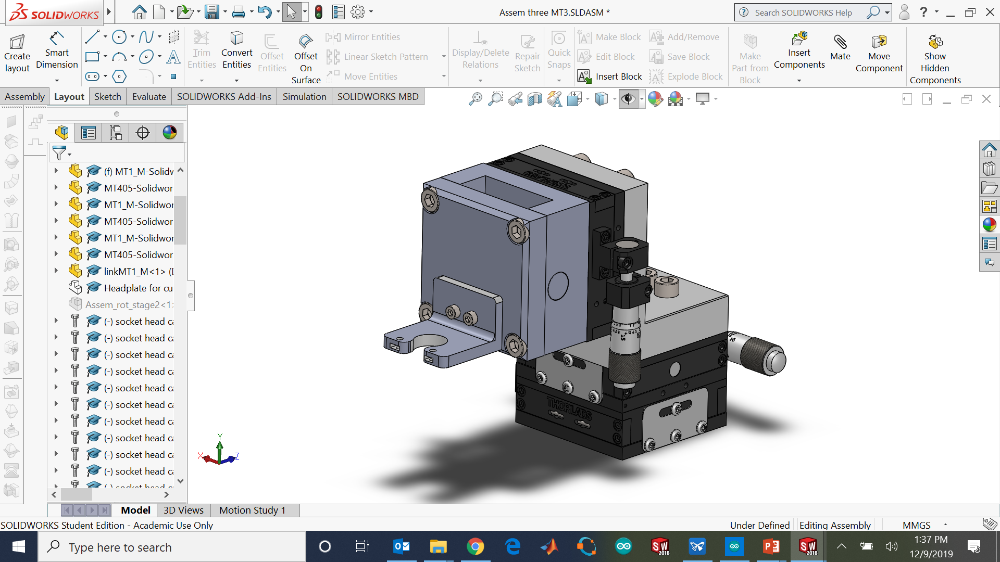 SOLIDWORKS
Assem three MT3.SLDASM *
Search SOLIDWORKS Help
Create layout
Smart Dimension
Trim Entities
Convert Entities
Offset Entities
Offset On Surface
Mirror Entities
Linear Sketch Pattern
Move Entities
Display/Delete Relations
Repair Sketch
Quick Snaps
Make Block
Edit Block
Insert Block
Add/Remove
Save Block
Explode Block
Make Part from Block
Insert Components
Mate
Move Component
Show Hidden Components
Assembly
Layout
Sketch
Evaluate
SOLIDWORKS Add-Ins
Simulation
SOLIDWORKS MBD
(f) MT1_M-Solidw
MT405-Solidwor
MT1_M-Solidwor
MT405-Solidwor
MT1_M-Solidwor
MT405-Solidwor
linkMT1_M<1> (
Headplate for cu
Assem_rot_stage2<1>
(-) socket head ca
(-) socket head ca
(-) socket head ca
(-) socket head ca
(-) socket head ca
(-) socket head ca
(-) socket head ca
(-) socket head ca
(-) socket head ca
(-) socket head ca
THORLABS
Y
X
Z
Model
3D Views
Motion Study 1
SOLIDWORKS Student Edition - Academic Use Only
Under Defined
Editing Assembly
MMGS
Type here to search
SW 2018
SW 2018
1:37 PM
12/9/2019